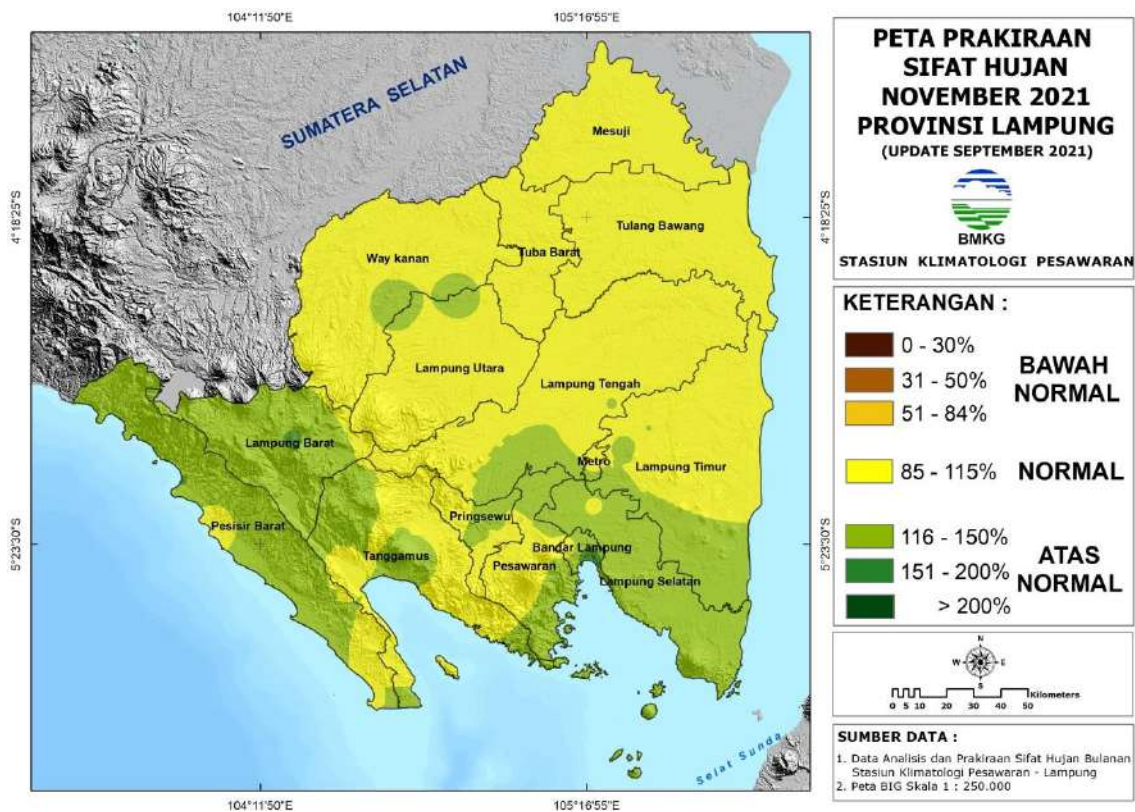 104°11'50"E
105°16'55"E
4°18'25"S
5°23'30"S
SUMATERA SELATAN
Mesuji
Tulang Bawang
Tuba Barat
Way kanan
Lampung Utara
Lampung Tengah
Lampung Barat
Metro
Lampung Timur
Pesisir Barat
Pringsewu
Tanggamus
Bandar Lampung
Pesawaran
Lampung Selatan
Selat Sunda
4°18'25"S
5°23'30"S
104°11'50"E
105°16'55"E
PETA PRAKIRAAN
SIFAT HUJAN
NOVEMBER 2021
PROVINSI LAMPUNG
(UPDATE SEPTEMBER 2021)
BMKG
STASIUN KLIMATOLOGI PESAWARAN
KETERANGAN :
0 - 30%
31 - 50%
51 - 84%
BAWAH
NORMAL
85 - 115%
NORMAL
116 - 150%
151 - 200%
> 200%
ATAS
NORMAL
N
W
E
S
Kilometers
0 5 10 20 30 40 50
SUMBER DATA :
1. Data Analisis dan Prakiraan Sifat Hujan Bulanan
Stasiun Klimatologi Pesawaran - Lampung
2. Peta BIG Skala 1 : 250.000